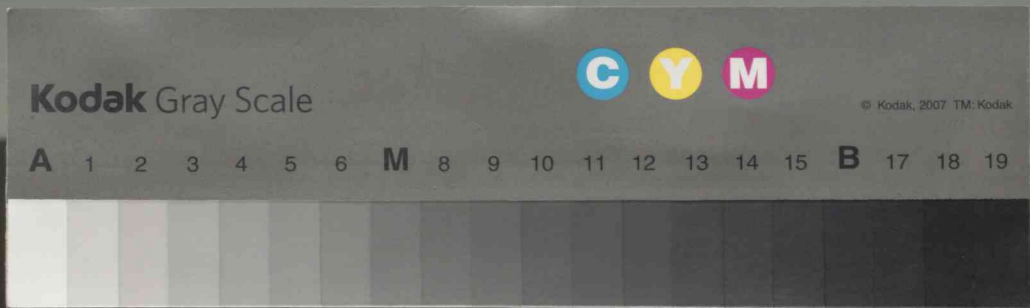 C Y M
Kodak Gray Scale
© Kodak, 2007 TM: Kodak
A 1 2 3 4 5 6 M 8 9 10 11 12 13 14 15 B 17 18 19